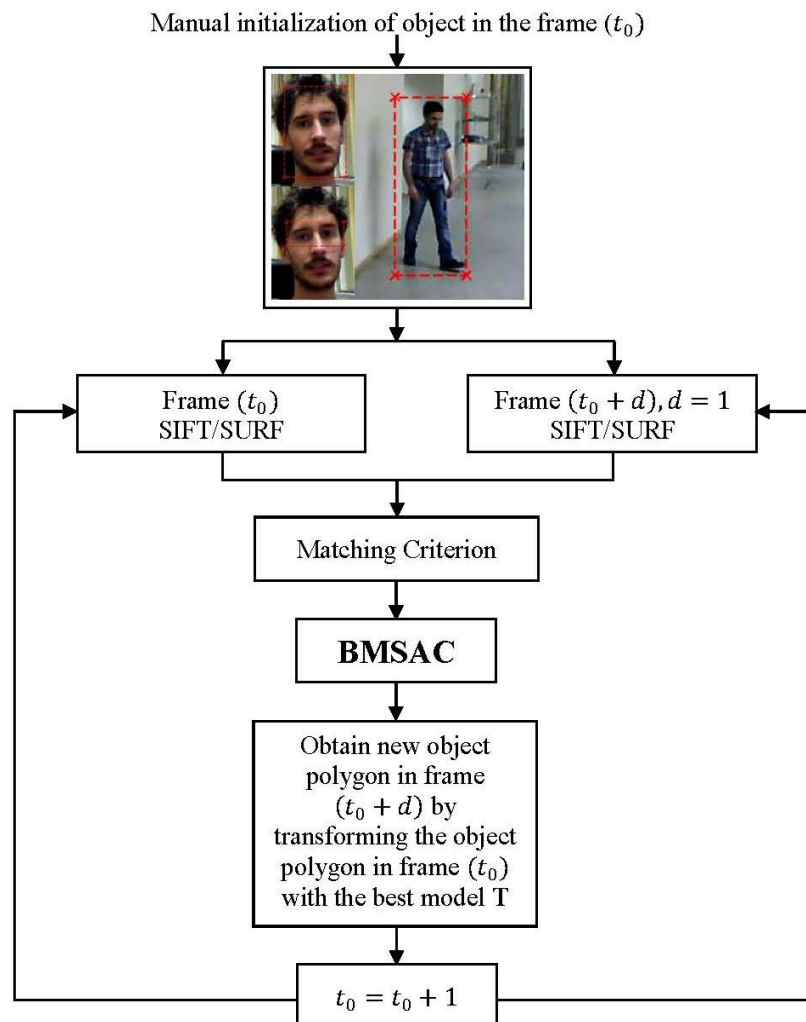 Manual initialization of object in the frame (t₀)
Frame (t₀)
SIFT/SURF
Frame (t₀ + d), d = 1
SIFT/SURF
Matching Criterion
BMSAC
Obtain new object
polygon in frame
(t₀ + d) by
transforming the object
polygon in frame (t₀)
with the best model T
t₀ = t₀ + 1